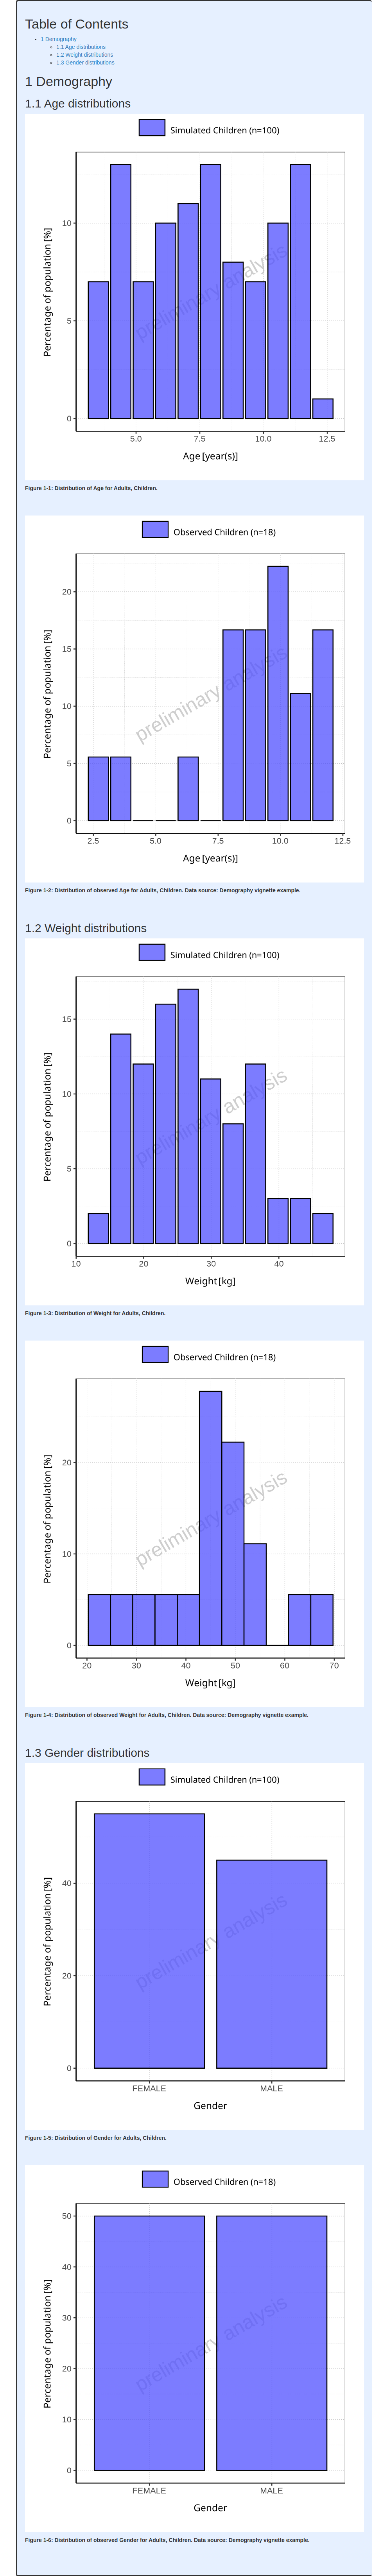 Table of Contents
1 Demography
1.1 Age distributions
1.2 Weight distributions
1.3 Gender distributions
1 Demography
1.1 Age distributions
Simulated Children (n=100)
Percentage of population [%]
10
5
0
preliminary analysis
5.0 7.5 10.0 12.5
Age [year(s)]
Figure 1-1: Distribution of Age for Adults, Children.
Observed Children (n=18)
Percentage of population [%]
20
15
10
5
0
preliminary analysis
2.5 5.0 7.5 10.0 12.5
Age [year(s)]
Figure 1-2: Distribution of observed Age for Adults, Children. Data source: Demography vignette example.
1.2 Weight distributions
Simulated Children (n=100)
Percentage of population [%]
15
10
5
0
preliminary analysis
10 20 30 40
Weight [kg]
Figure 1-3: Distribution of Weight for Adults, Children.
Observed Children (n=18)
Percentage of population [%]
20
10
0
preliminary analysis
20 30 40 50 60 70
Weight [kg]
Figure 1-4: Distribution of observed Weight for Adults, Children. Data source: Demography vignette example.
1.3 Gender distributions
Simulated Children (n=100)
Percentage of population [%]
40
20
0
preliminary analysis
FEMALE MALE
Gender
Figure 1-5: Distribution of Gender for Adults, Children.
Observed Children (n=18)
Percentage of population [%]
50
40
30
20
10
0
preliminary analysis
FEMALE MALE
Gender
Figure 1-6: Distribution of observed Gender for Adults, Children. Data source: Demography vignette example.